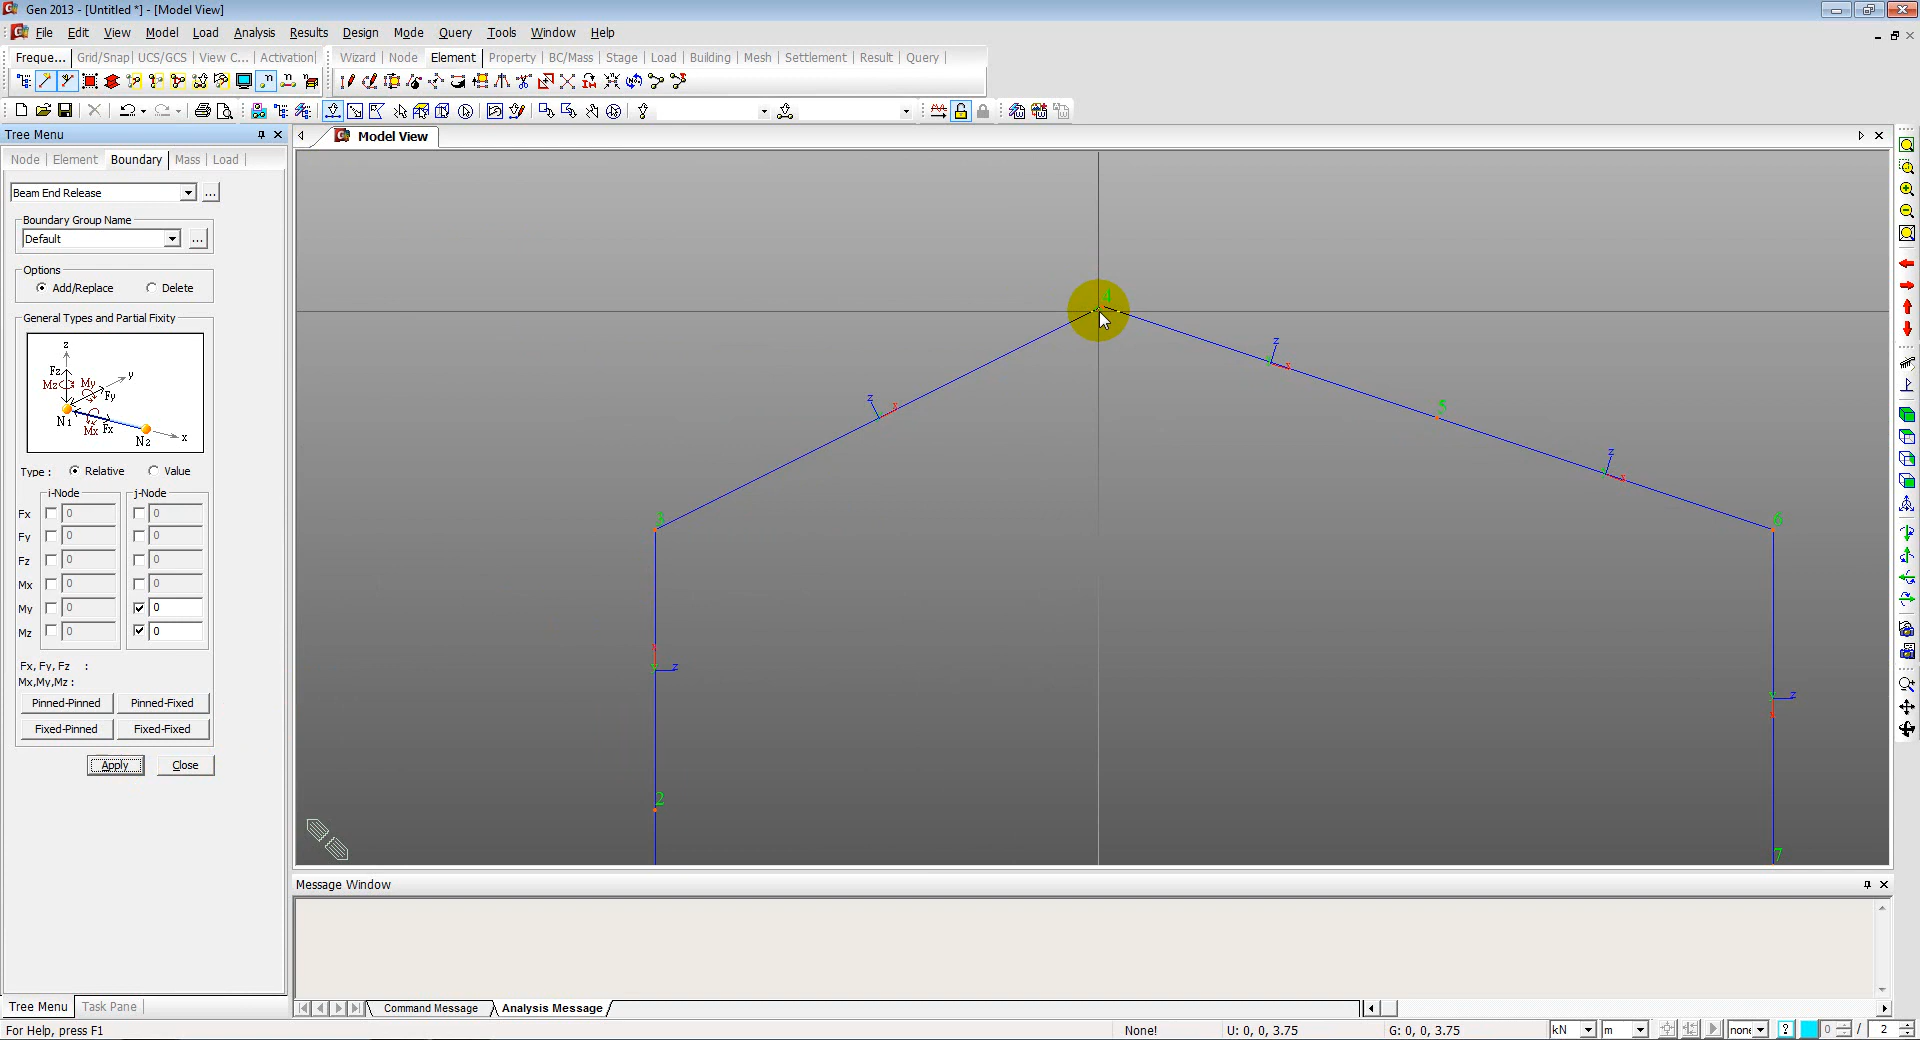 Gen 2013 - [Untitled *] - [Model View]
File Edit View Model Load Analysis Results Design Mode Query Tools Window Help
Freque... Grid/Snap UCS/GCS View C... Activation Wizard Node Element Property BC/Mass Stage Load Building Mesh Settlement Result Query
Tree Menu
Model View
Node Element Boundary Mass Load
Beam End Release
...
Boundary Group Name
Default
...
Options
Add/Replace Delete
General Types and Partial Fixity
z
Fz
Mz My y
Fy
N1 Mx Fx N2 x
Type : Relative Value
i-Node j-Node
Fx 0 0
Fy 0 0
Fz 0 0
Mx 0 0
My 0 0
Mz 0 0
Fx, Fy, Fz :
Mx,My,Mz :
Pinned-Pinned Pinned-Fixed
Fixed-Pinned Fixed-Fixed
Apply Close
4
z
x
5
z x
z
x
3
6
z
z
2
7
Message Window
Tree Menu Task Pane
Command Message Analysis Message
For Help, press F1
None! U: 0, 0, 3.75 G: 0, 0, 3.75 kN m none ? 0 / 2